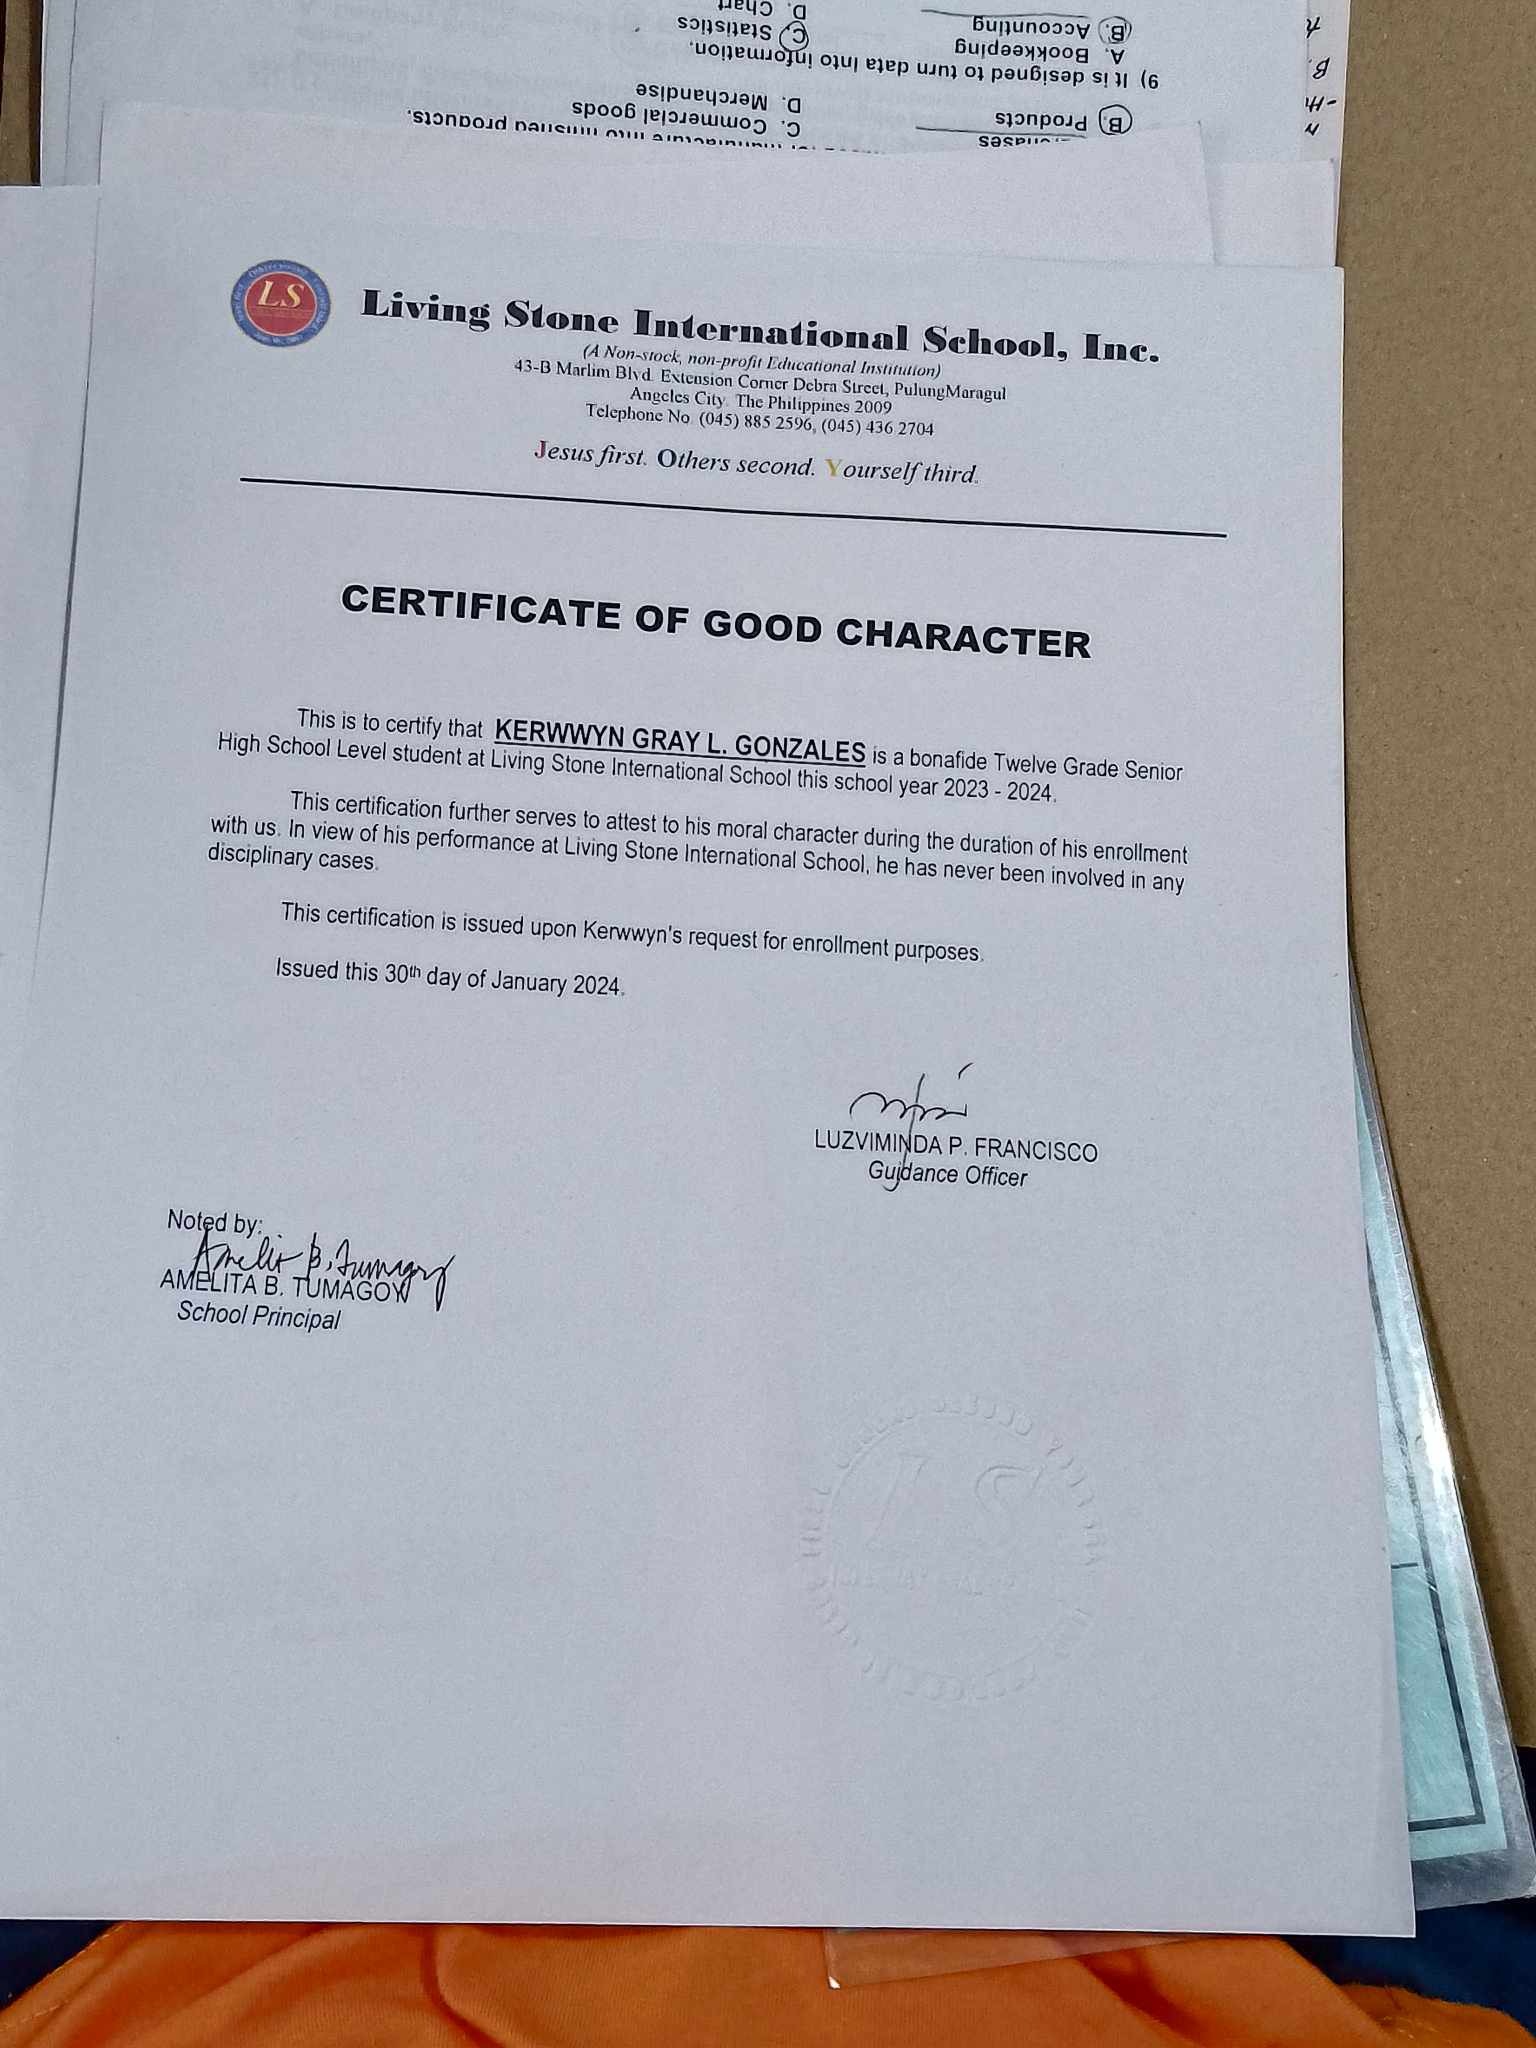 D. Chart
C. Statistics
B. Accounting
A. Bookkeeping
9) It is designed to turn data into information.
D. Merchandise
C. Commercial goods
B. Products
manufacture into finished products.
LS
Living Stone International School, Inc.
(A Non-stock, non-profit Educational Institution)
43-B Marlim Blvd. Extension Corner Debra Street, PulungMaragul
Angeles City. The Philippines 2009
Telephone No. (045) 885 2596, (045) 436 2704
Jesus first. Others second. Yourself third.
CERTIFICATE OF GOOD CHARACTER
This is to certify that KERWWYN GRAY L. GONZALES is a bonafide Twelve Grade Senior
High School Level student at Living Stone International School this school year 2023 - 2024.
This certification further serves to attest to his moral character during the duration of his enrollment
with us. In view of his performance at Living Stone International School, he has never been involved in any
disciplinary cases.
This certification is issued upon Kerwwyn's request for enrollment purposes.
Issued this 30th day of January 2024.
LUZVIMINDA P. FRANCISCO
Guidance Officer
Noted by:
Amelita B. Tumagoy
AMELITA B. TUMAGOY
School Principal
LS